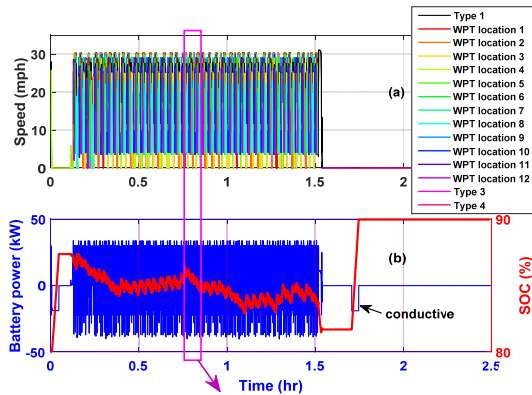 Type 1
WPT location 1
WPT location 2
WPT location 3
WPT location 4
WPT location 5
WPT location 6
WPT location 7
WPT location 8
WPT location 9
WPT location 10
WPT location 11
WPT location 12
Type 3
Type 4
Speed (mph)
30
20
10
0
(a)
0 0.5 1 1.5 2
Battery power (kW)
50
0
-50
(b)
conductive
90
80
SOC (%)
0 0.5 1 1.5 2 2.5
Time (hr)